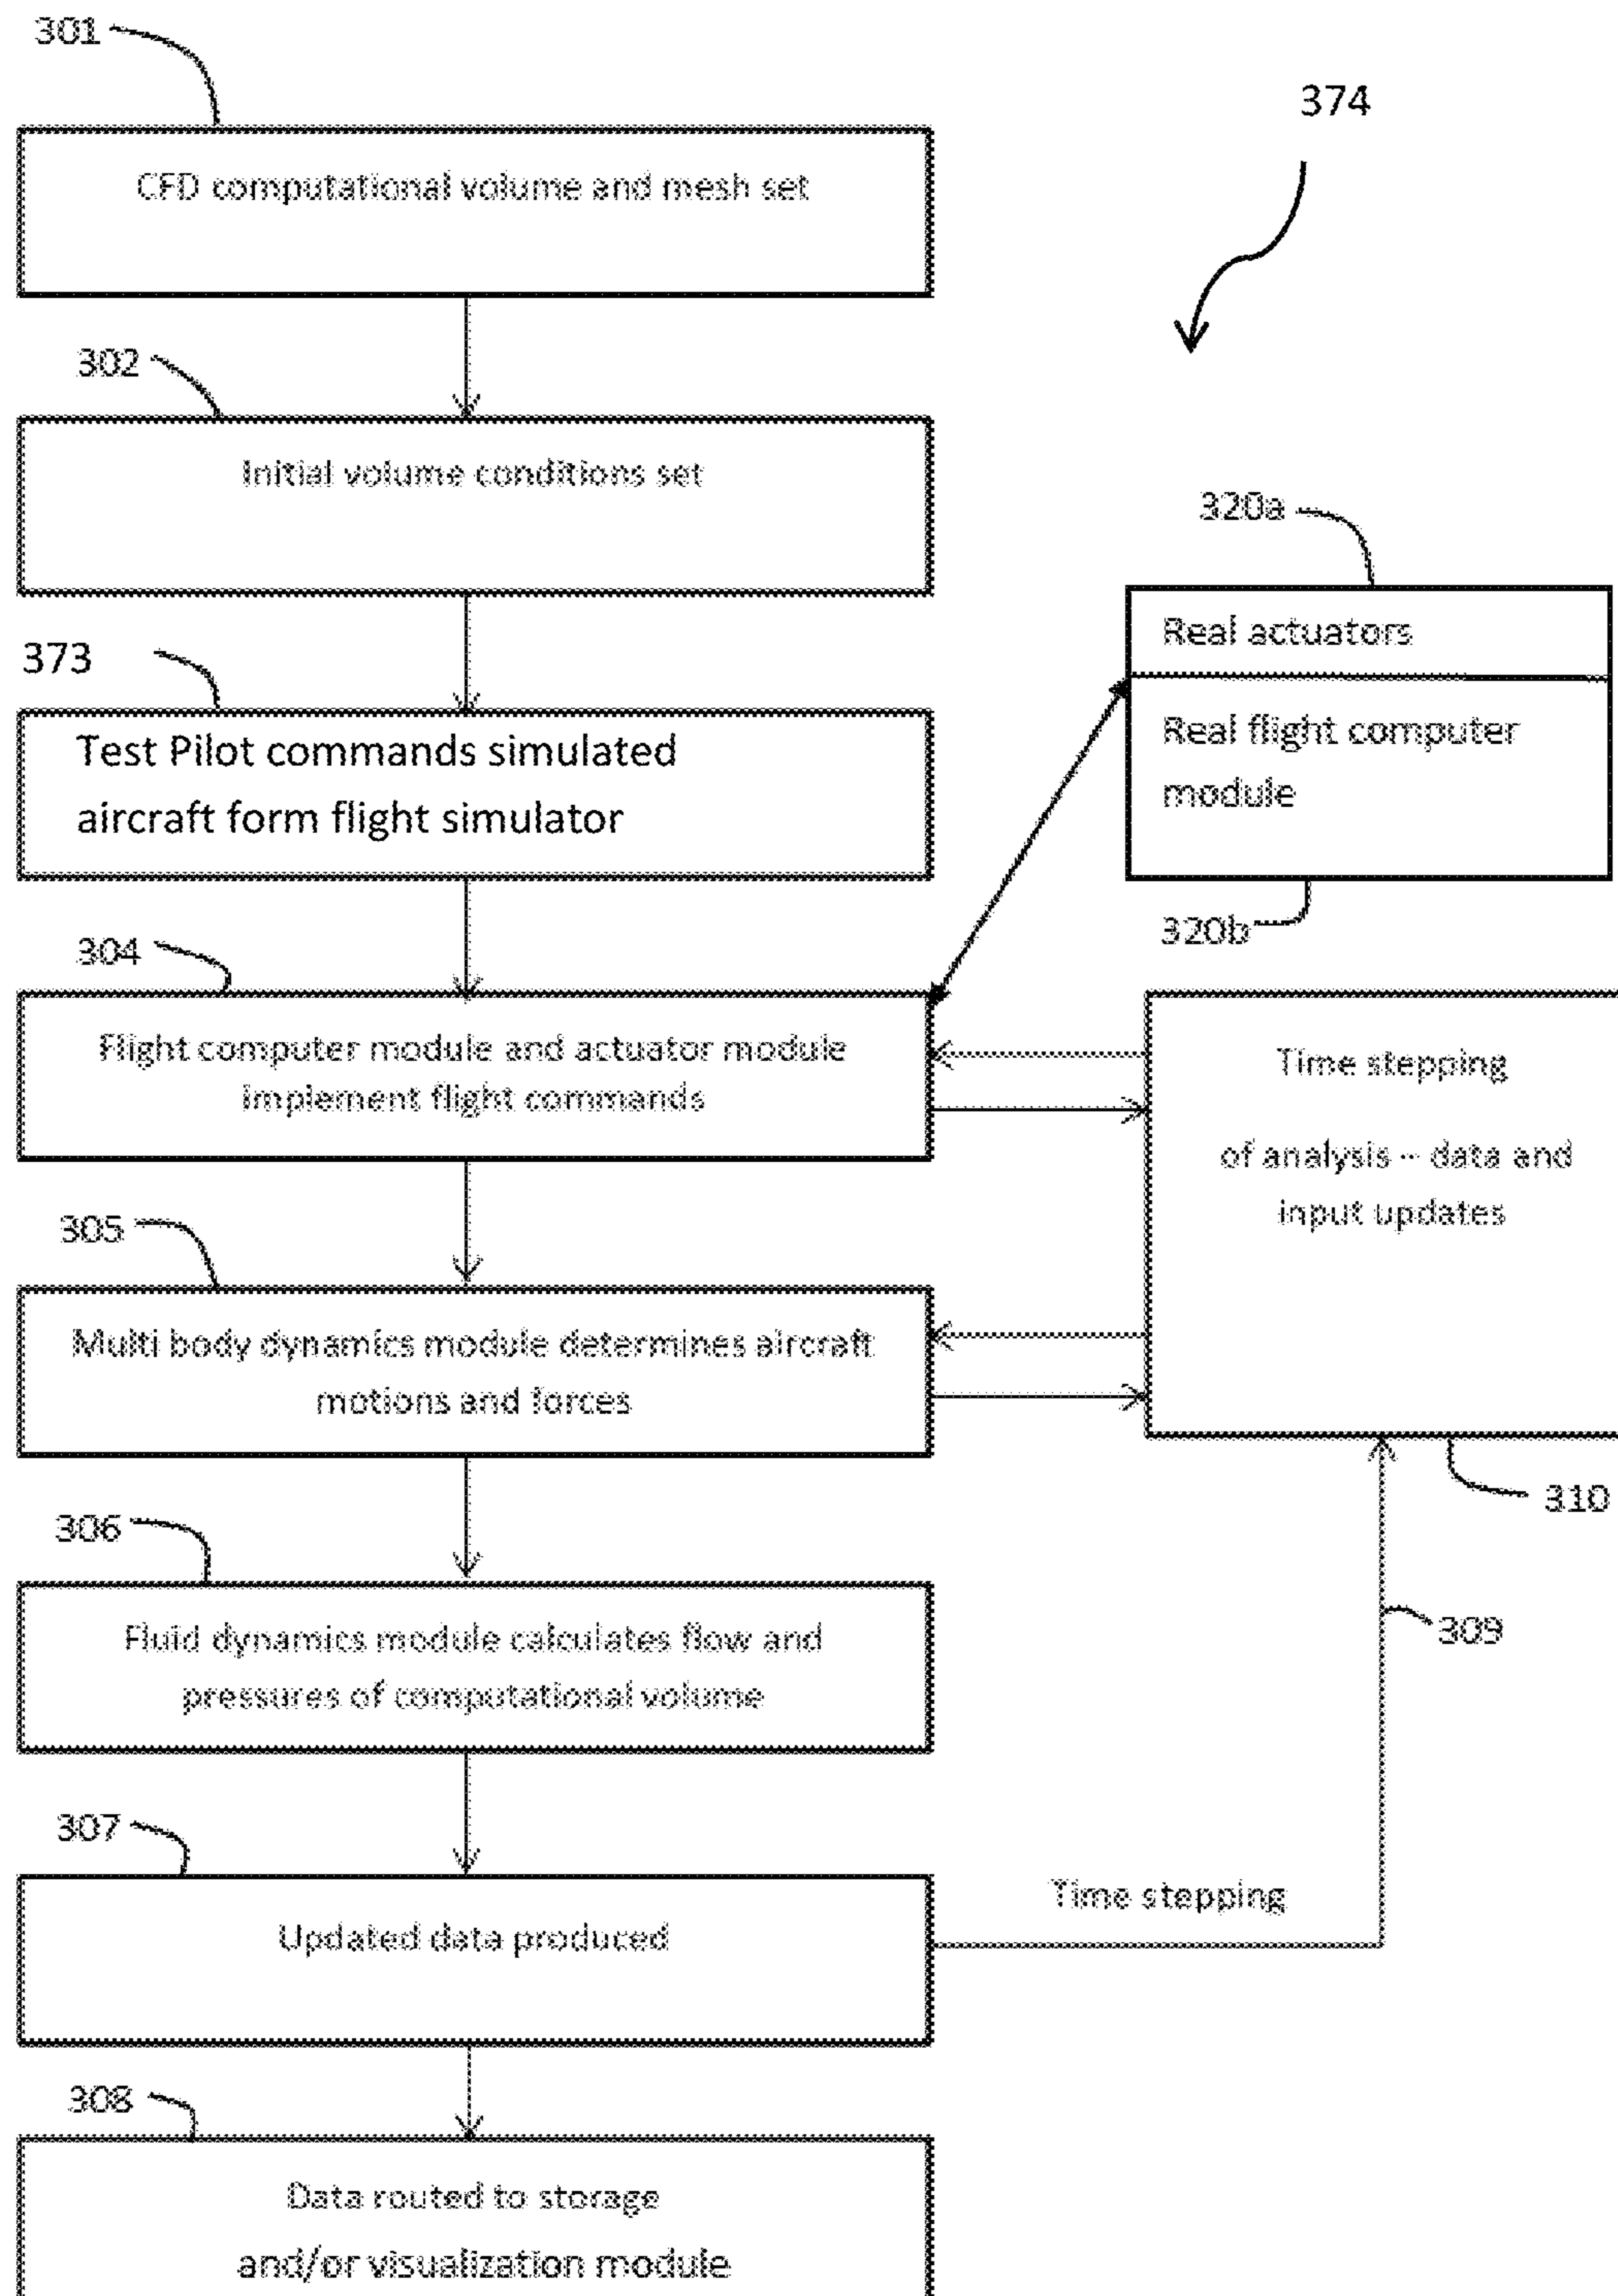 301
374
CFD computational volume and mesh set
302
Initial volume conditions set
320a
Real actuators
373
Test Pilot commands simulated
aircraft form flight simulator
Real flight computer
module
320b
304
Flight computer module and actuator module
implement flight commands
Time stepping
of analysis - data and
input updates
305
Multi body dynamics module determines aircraft
motions and forces
310
306
Fluid dynamics module calculates flow and
pressures of computational volume
309
307
Time stepping
Updated data produced
308
Data routed to storage
and/or visualization module